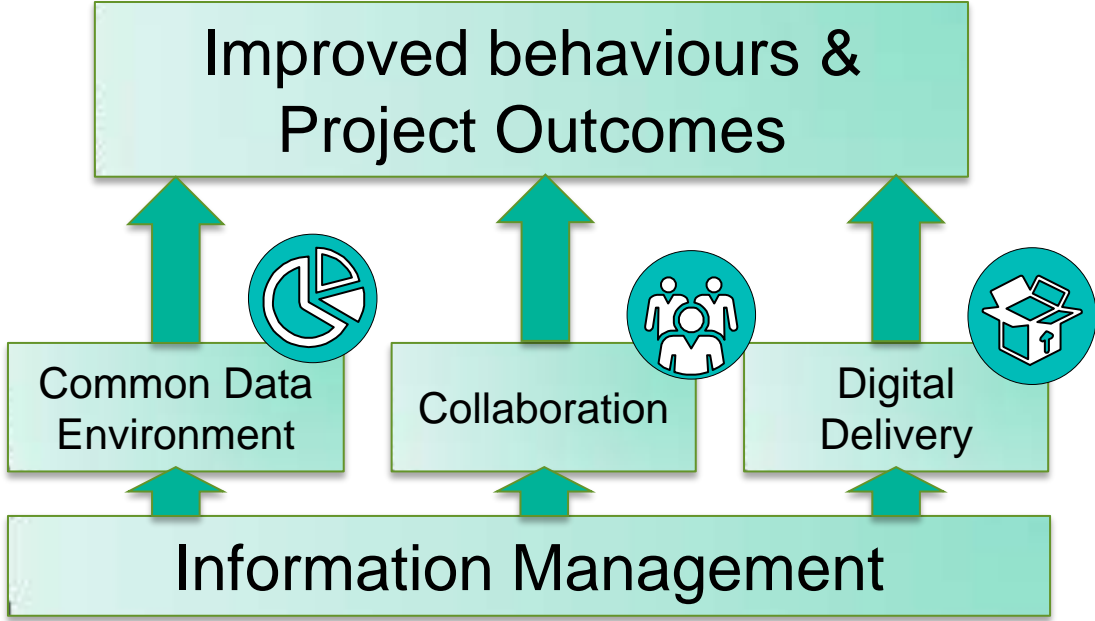 Improved behaviours &
Project Outcomes
Common Data
Environment
Collaboration
Digital
Delivery
Information Management